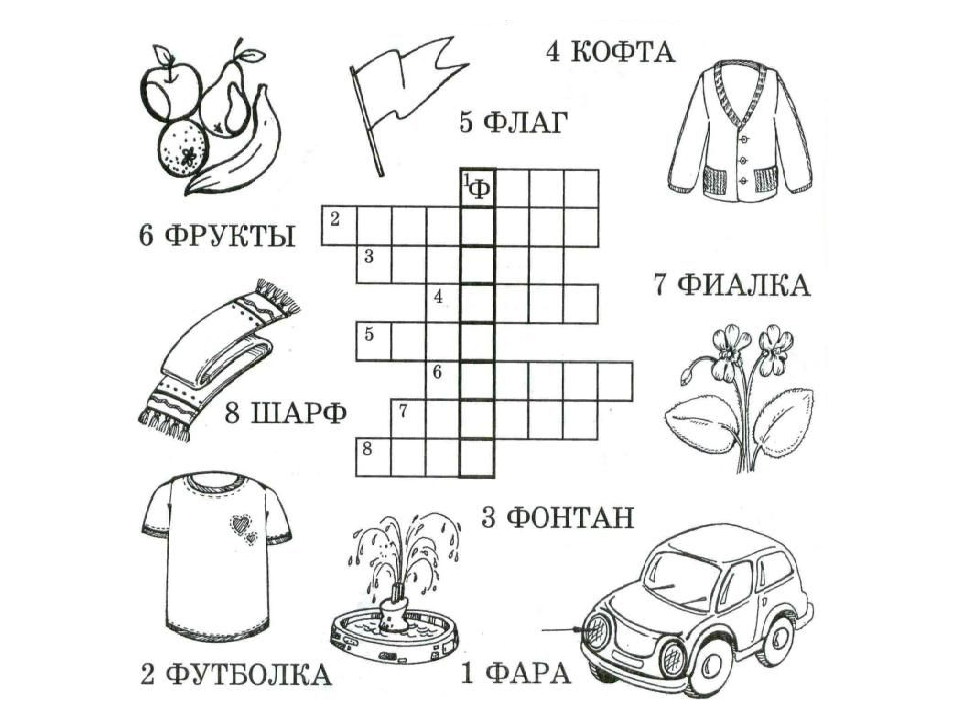 4 КОФТА
5 ФЛАГ
1
Ф
2
6 ФРУКТЫ
3
7 ФИАЛКА
4
5
6
8 ШАРФ
7
8
3 ФОНТАН
2 ФУТБОЛКА
1 ФАРА